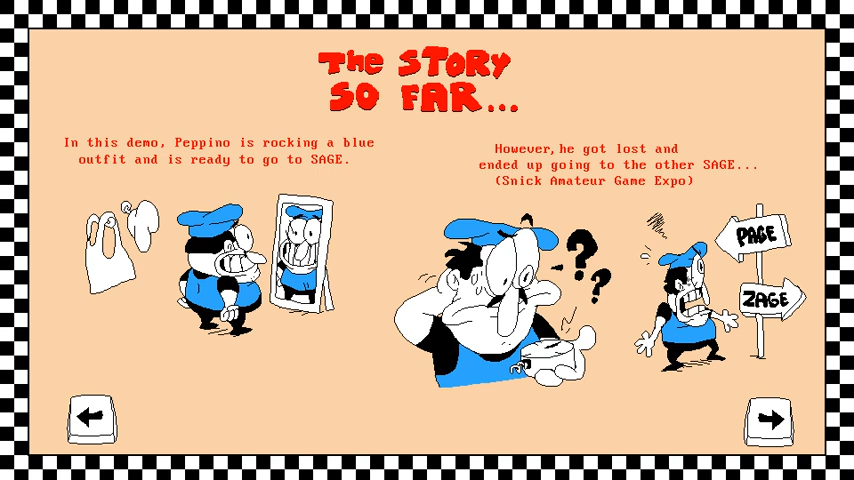 The STORY
SO FAR...
In this demo, Peppino is rocking a blue
outfit and is ready to go to SAGE.
However, he got lost and
ended up going to the other SAGE...
(Snick Amateur Game Expo)
? ?
PAGE
ZAGE